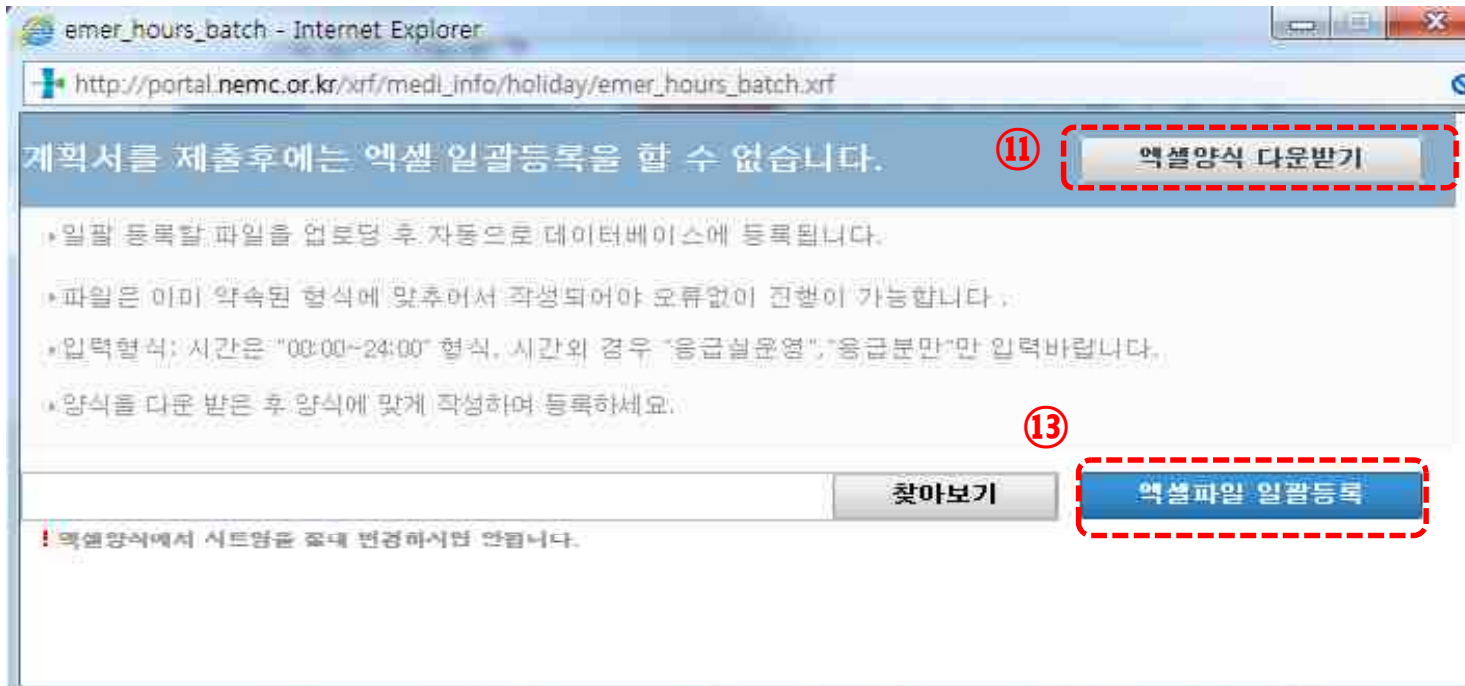 emer_hours_batch - Internet Explorer
http://portal.nemc.or.kr/xrf/medi_info/holiday/emer_hours_batch.xrf
계획서를 제출후에는 엑셀 일괄등록을 할 수 없습니다.
⑪
엑셀양식 다운받기
일괄 등록할 파일을 업로딩 후 자동으로 데이터베이스에 등록됩니다.
파일은 이미 약속된 형식에 맞추어서 작성되어야 오류없이 진행이 가능합니다 .
입력형식: 시간은 "00:00~24:00" 형식, 시간외 경우 "응급실운영","응급분만"만 입력바랍니다.
양식을 다운 받은 후 양식에 맞게 작성하여 등록하세요.
⑬
찾아보기
엑셀파일 일괄등록
! 엑셀양식에서 시트명을 절대 변경하시면 안됩니다.